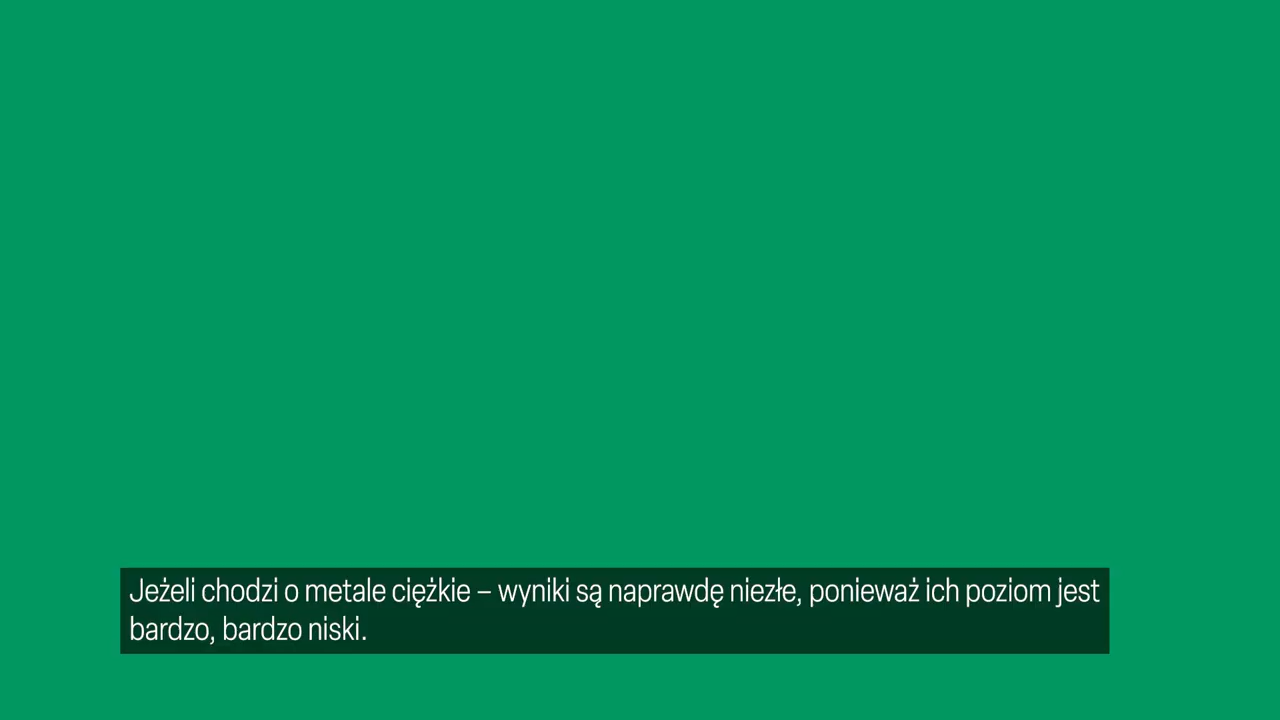 Jeżeli chodzi o metale ciężkie – wyniki są naprawdę niezłe, ponieważ ich poziom jest
bardzo, bardzo niski.